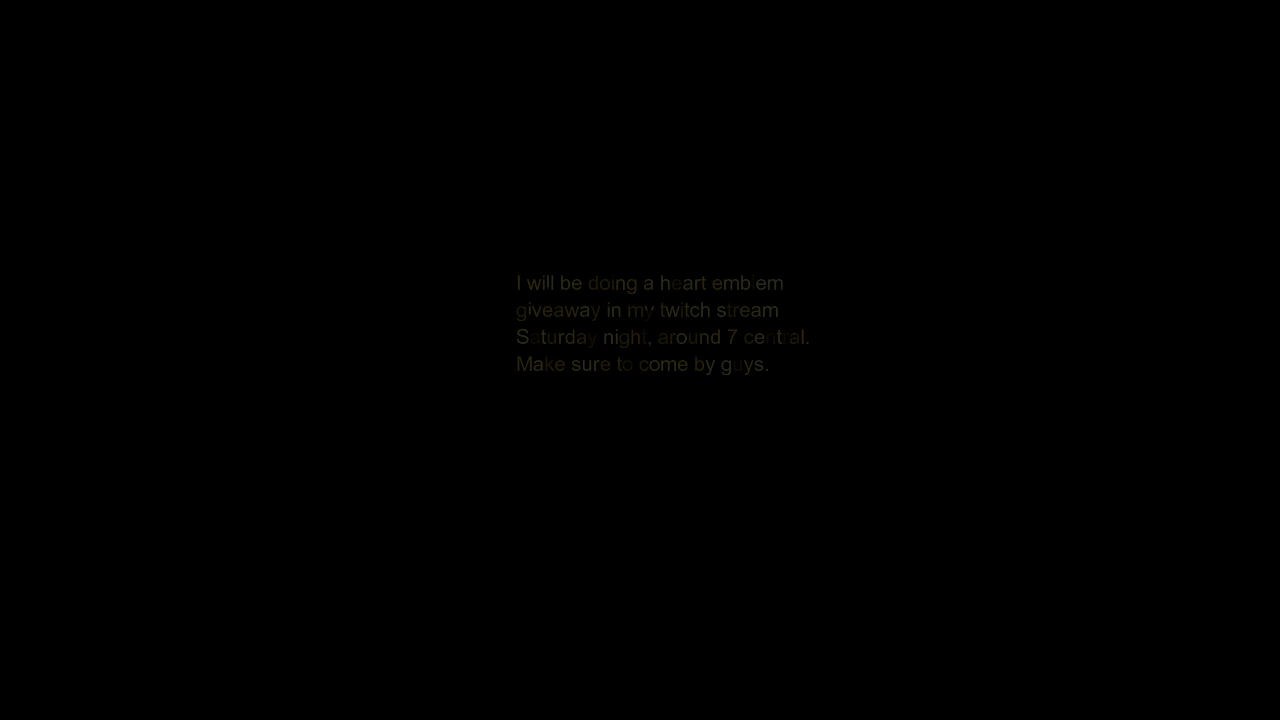 I will be doing a heart emblem
giveaway in my twitch stream
Saturday night, around 7 central.
Make sure to come by guys.